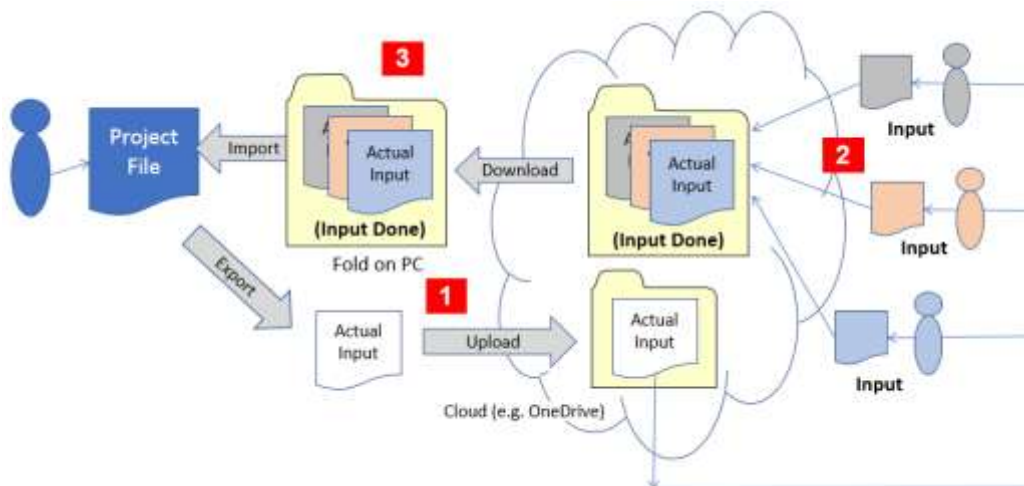 3
Project
File
Import
Actual
Input
(Input Done)
Fold on PC
Download
Actual
Input
(Input Done)
2
Input
Input
Input
Export
1
Actual
Input
Upload
Actual
Input
Cloud (e.g. OneDrive)